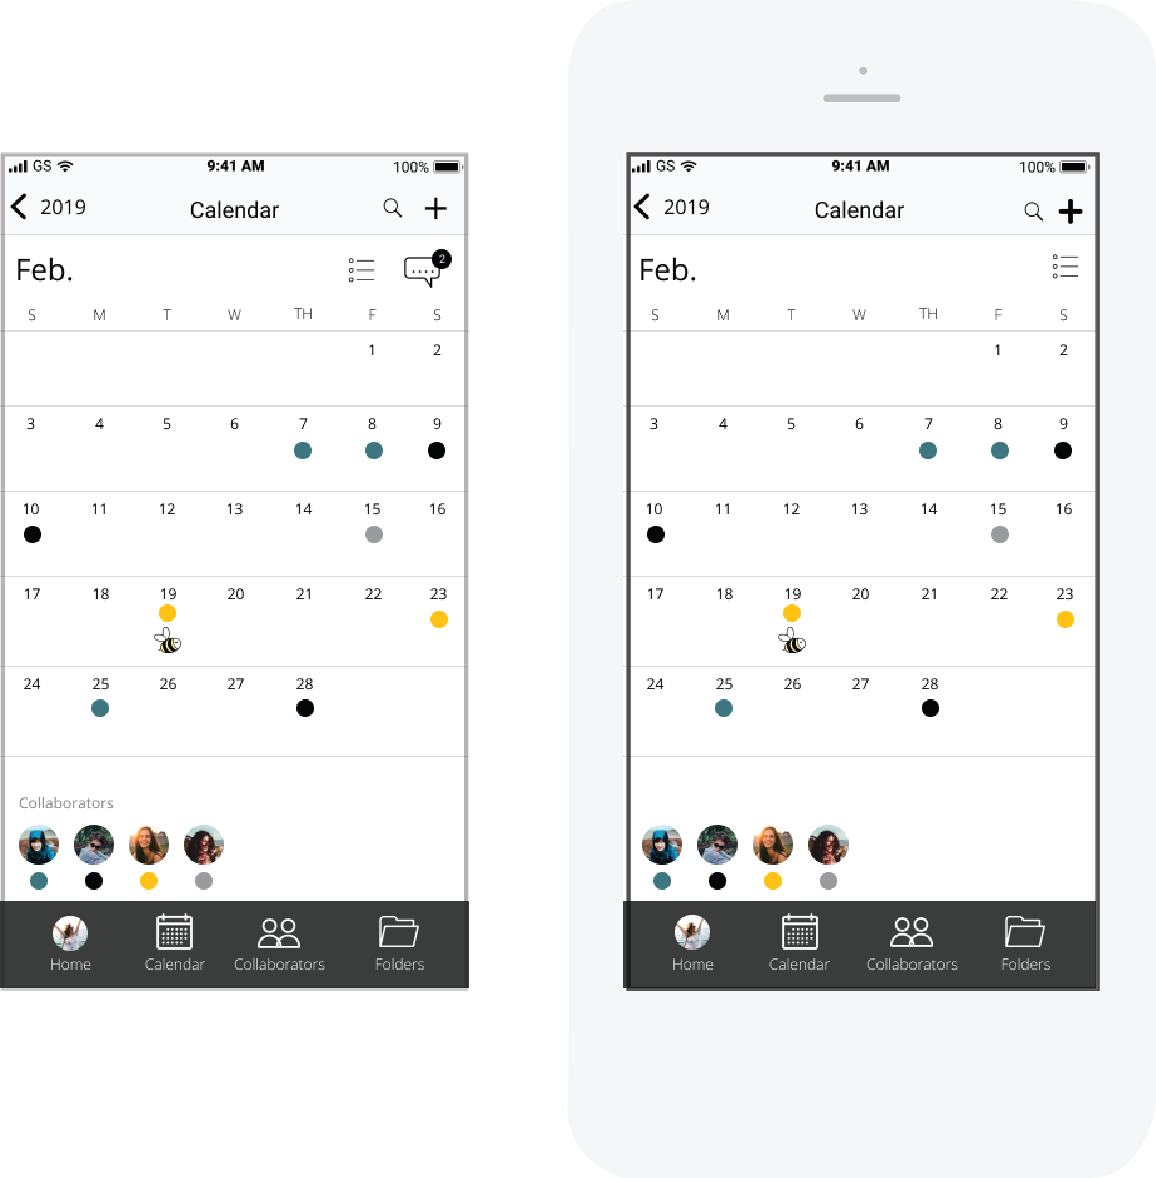 GS 9:41 AM 100%
2019 Calendar
Feb. 2
S M T W TH F S
1 2
3 4 5 6 7 8 9
10 11 12 13 14 15 16
17 18 19 20 21 22 23
24 25 26 27 28
Collaborators
Home Calendar Collaborators Folders
GS 9:41 AM 100%
2019 Calendar
Feb.
S M T W TH F S
1 2
3 4 5 6 7 8 9
10 11 12 13 14 15 16
17 18 19 20 21 22 23
24 25 26 27 28
Home Calendar Collaborators Folders